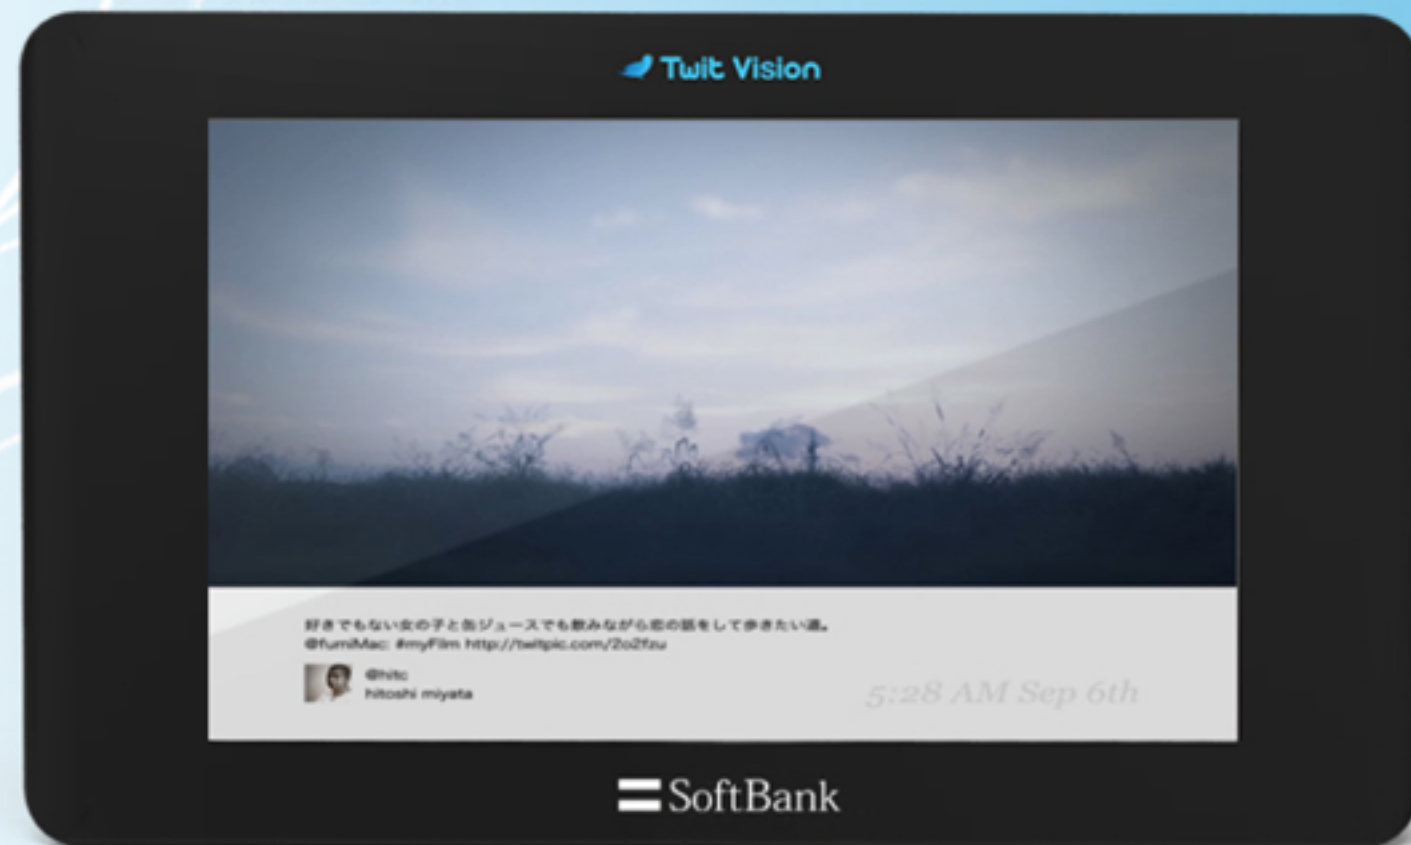 Twit Vision
好きでもない女の子と缶ジュースでも飲みながら恋の話をして歩きたい道。
@fumiMac: #myFilm http://twitpic.com/2o2fzu
@hitc
hitoshi miyata
5:28 AM Sep 6th
SoftBank